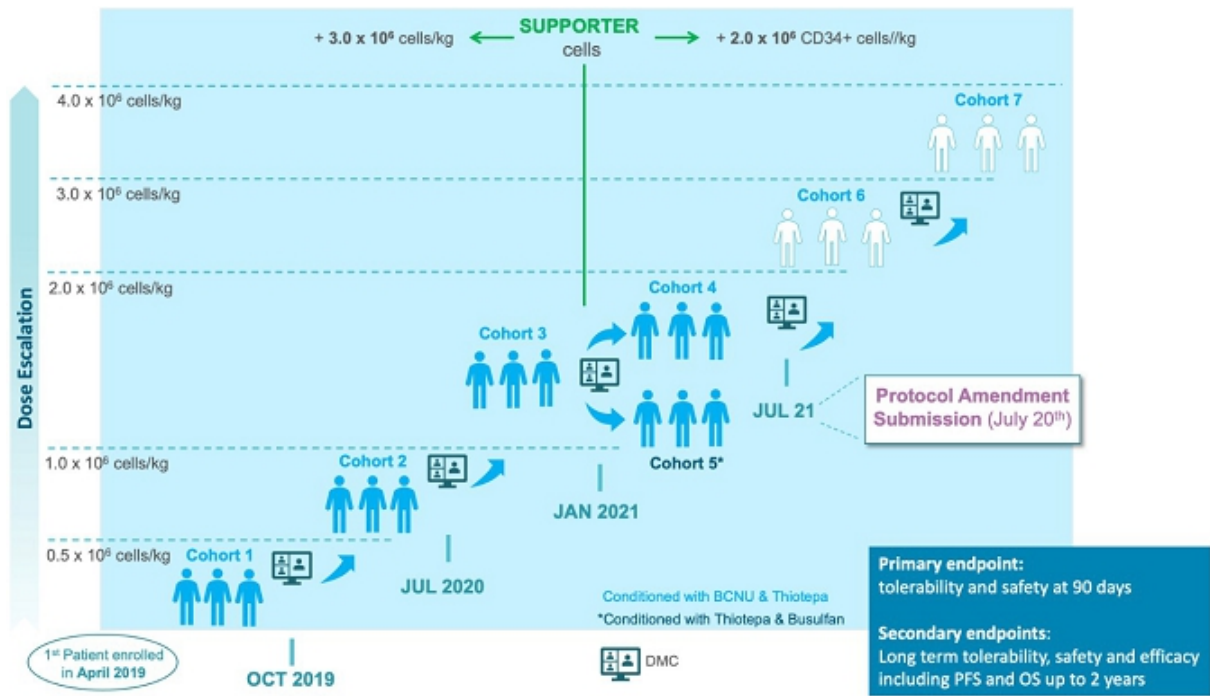 SUPPORTER
cells
+ 3.0 x 10⁶ cells/kg
+ 2.0 x 10⁶ CD34+ cells//kg
4.0 x 10⁶ cells/kg
Cohort 7
3.0 x 10⁶ cells/kg
Cohort 6
2.0 x 10⁶ cells/kg
Cohort 4
Cohort 3
Dose Escalation
JUL 21
Protocol Amendment
Submission (July 20ᵗʰ)
1.0 x 10⁶ cells/kg
Cohort 2
Cohort 5*
JAN 2021
0.5 x 10⁶ cells/kg
Cohort 1
JUL 2020
Conditioned with BCNU & Thiotepa
*Conditioned with Thiotepa & Busulfan
DMC
1ˢᵗ Patient enrolled
in April 2019
OCT 2019
Primary endpoint:
tolerability and safety at 90 days
Secondary endpoints:
Long term tolerability, safety and efficacy
including PFS and OS up to 2 years